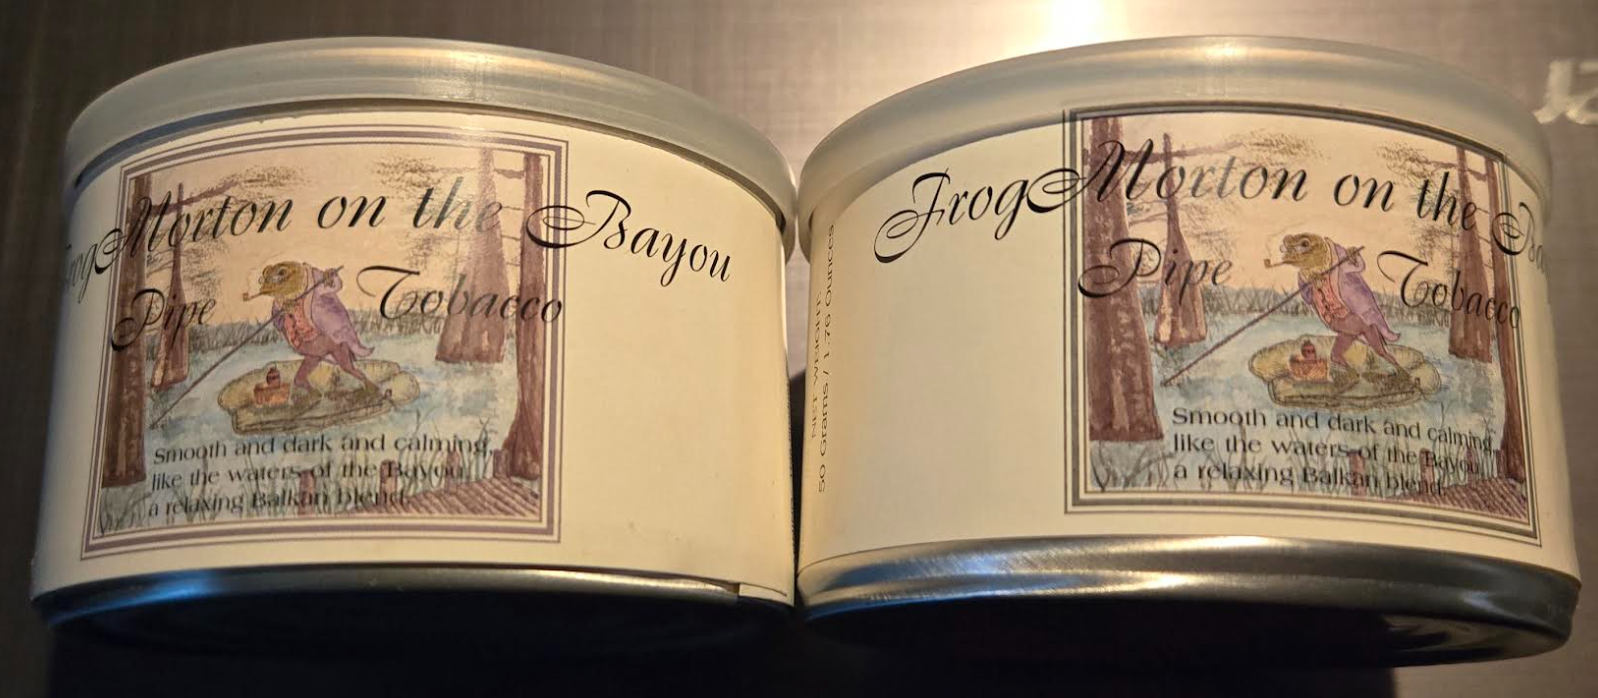 Frog Morton on the Bayou
Pipe Tobacco
Smooth and dark and calming,
like the waters of the Bayou,
a relaxing Balkan blend.
NET WEIGHT:
50 Grams / 1.76 Ounces
Frog Morton on the Ba
Pipe Tobacco
Smooth and dark and calming,
like the waters of the Bayou,
a relaxing Balkan blend.